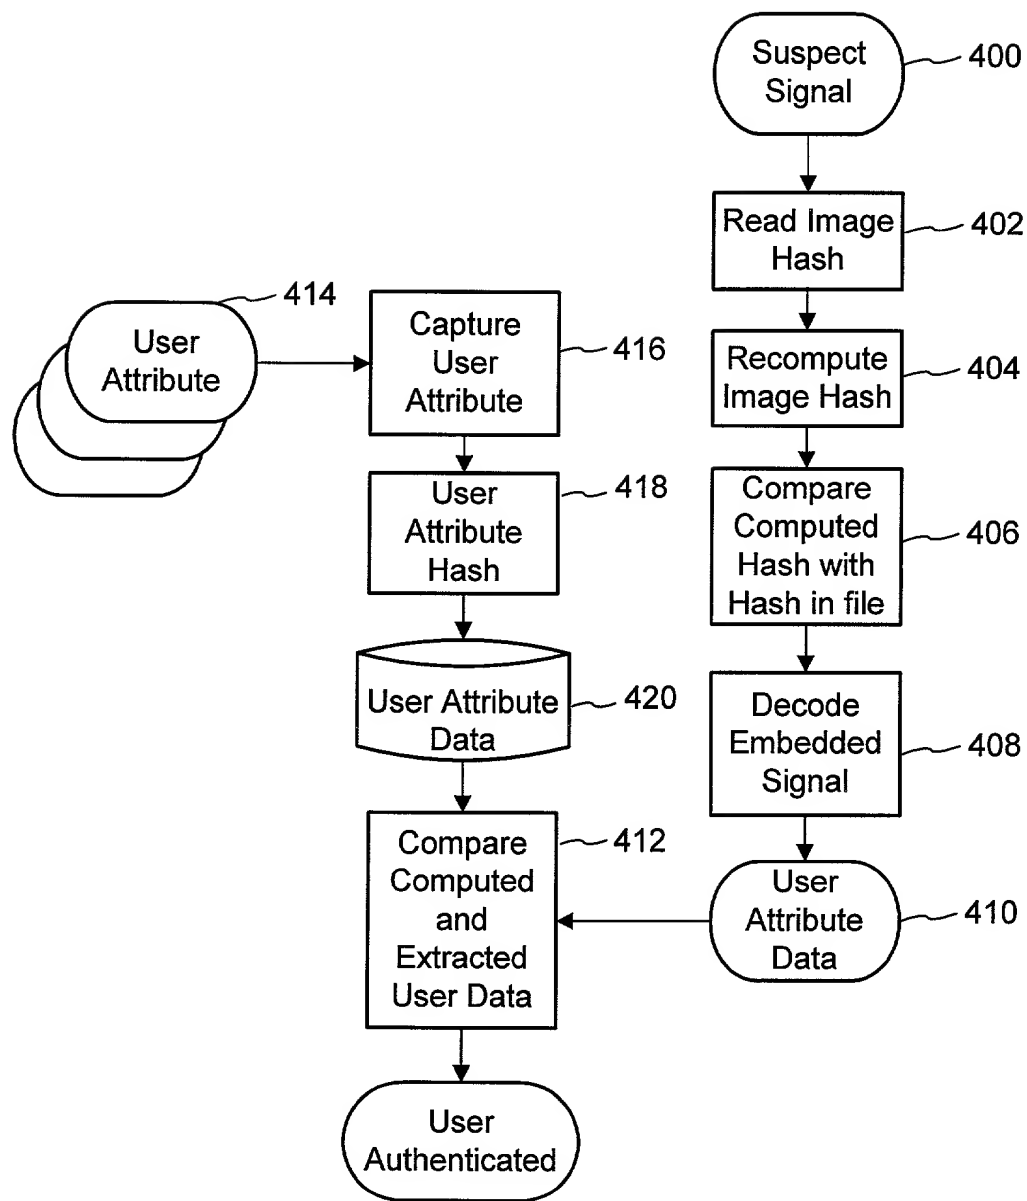 Suspect
Signal
400
Read Image
Hash
402
Recompute
Image Hash
404
Compare
Computed
Hash with
Hash in file
406
Decode
Embedded
Signal
408
User
Attribute
Data
410
User
Attribute
414
Capture
User
Attribute
416
User
Attribute
Hash
418
User Attribute
Data
420
Compare
Computed
and
Extracted
User Data
412
User
Authenticated